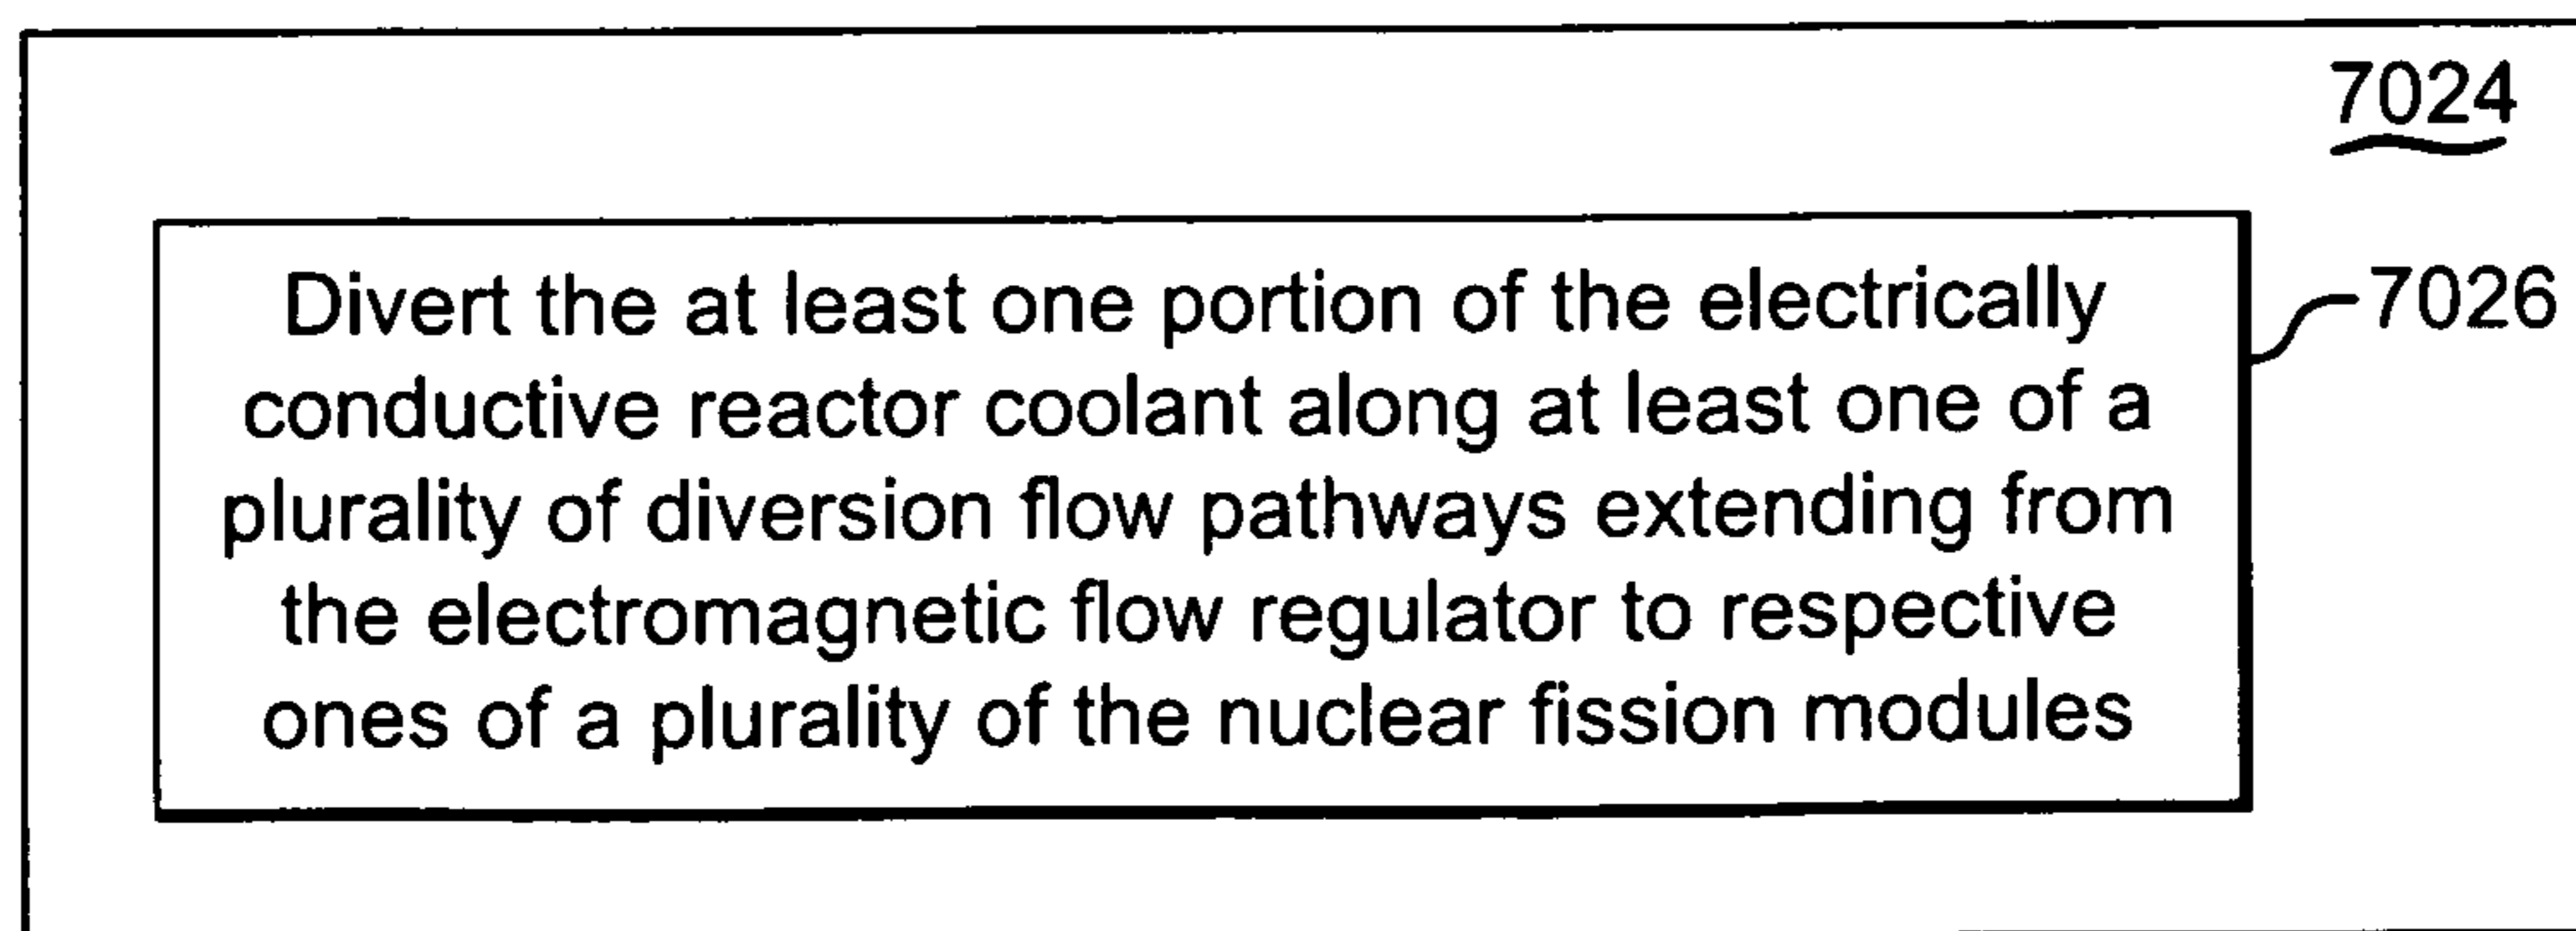 7024
Divert the at least one portion of the electrically
7026
conductive reactor coolant along at least one of a
plurality of diversion flow pathways extending from
the electromagnetic flow regulator to respective
ones of a plurality of the nuclear fission modules